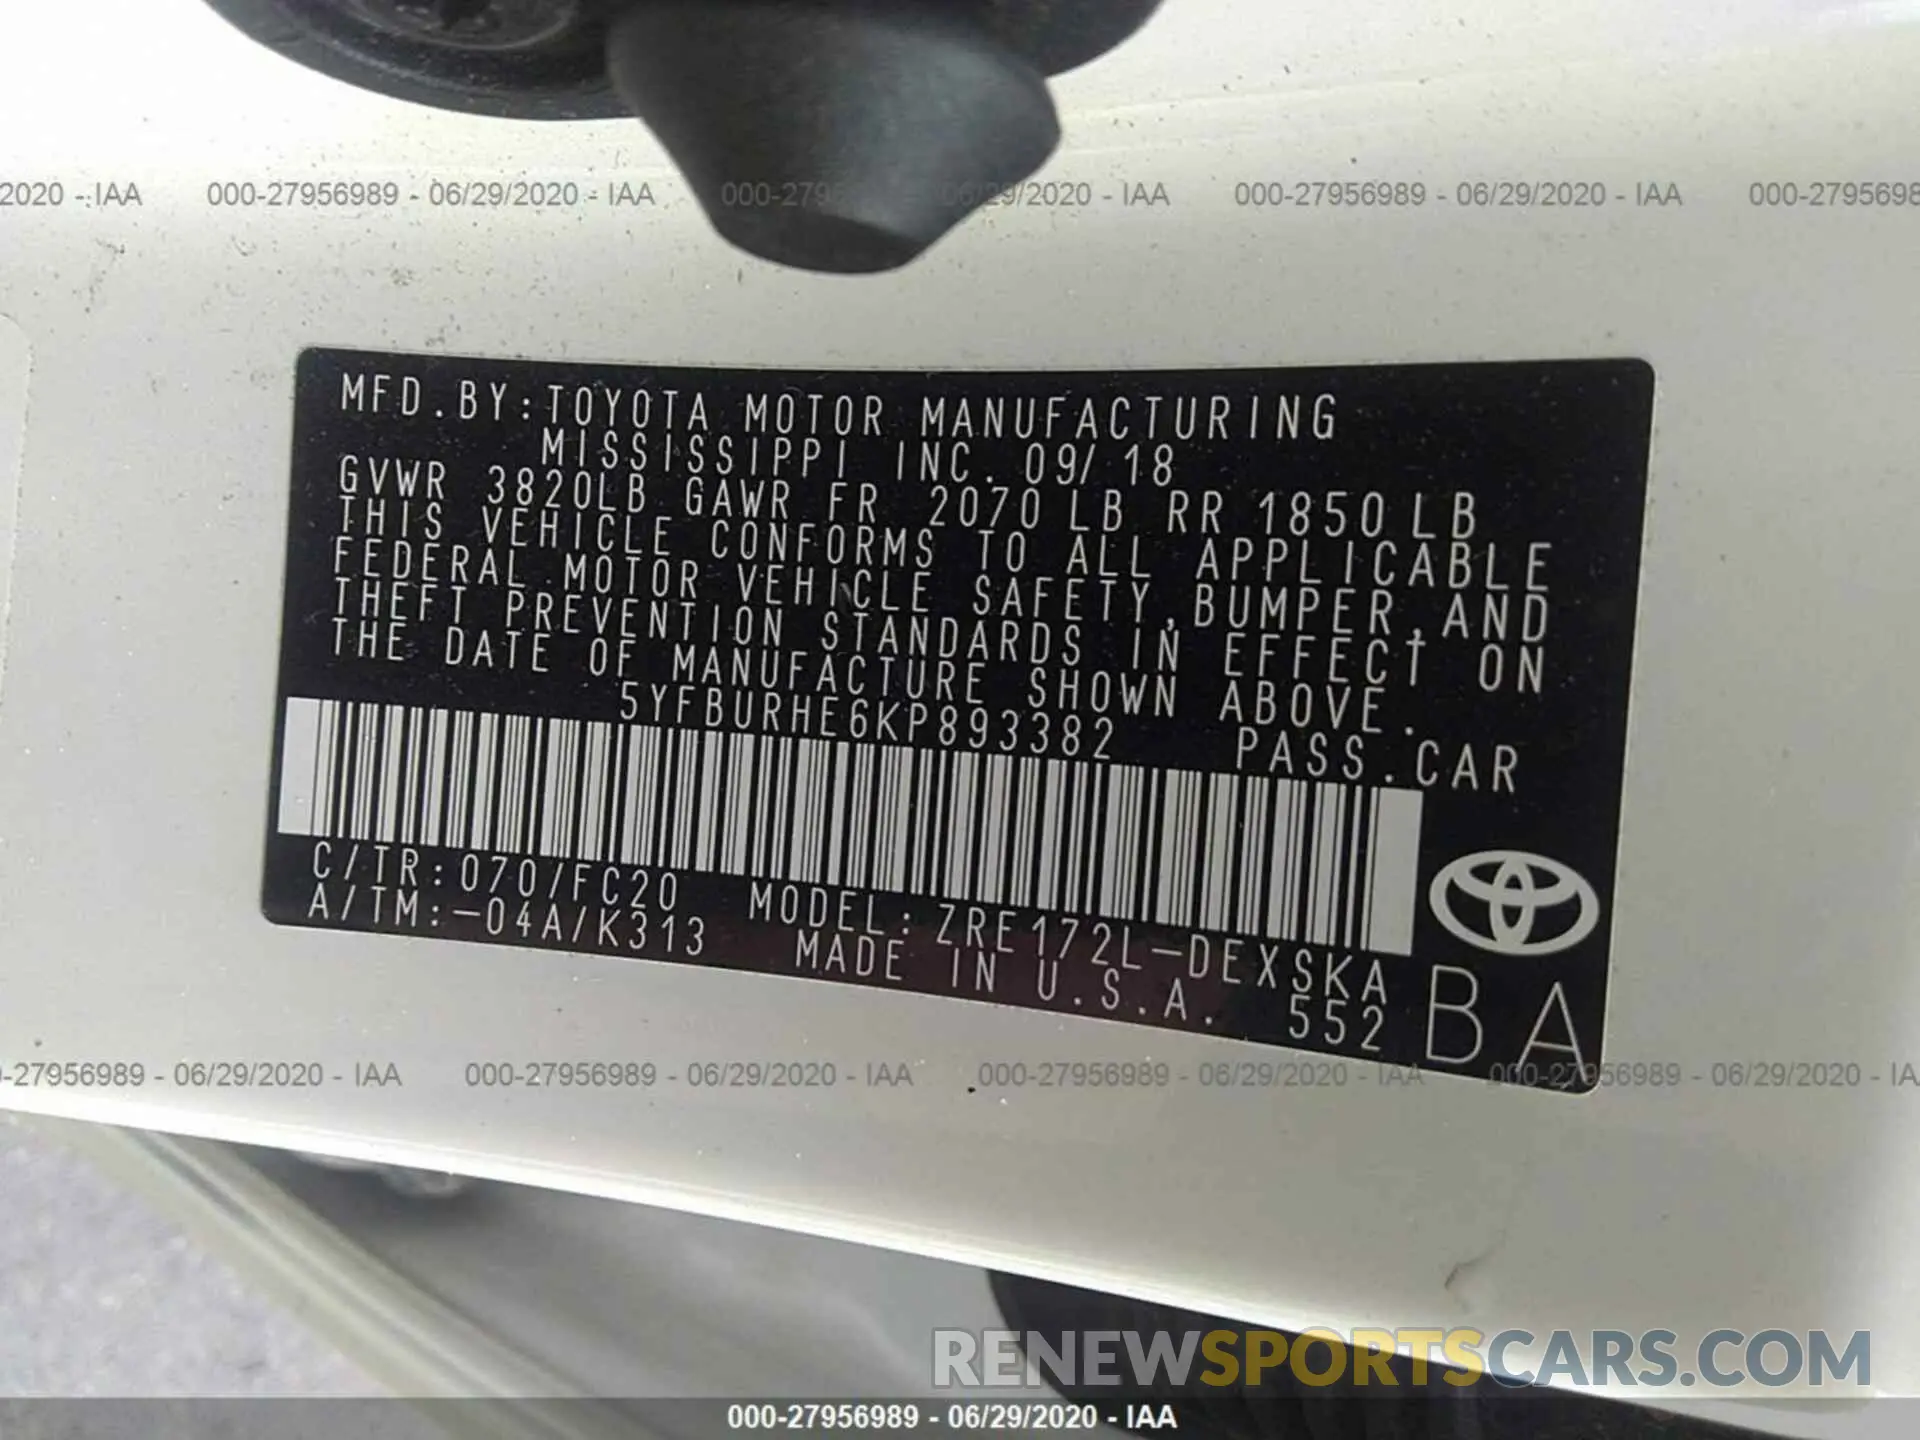 2020 - IAA 000-27956989 - 06/29/2020 - IAA 000-27956989 - 06/29/2020 - IAA 000-27956989 - 06/29/2020 - IAA 000-2795698
MFD.BY:TOYOTA MOTOR MANUFACTURING
MISSISSIPPI INC. 09/18
GVWR 3820LB GAWR FR 2070LB RR 1850LB
THIS VEHICLE CONFORMS TO ALL APPLICABLE
FEDERAL MOTOR VEHICLE SAFETY,BUMPER,AND
THEFT PREVENTION STANDARDS IN EFFECT ON
THE DATE OF MANUFACTURE SHOWN ABOVE.
5YFBURHE6KP893382 PASS.CAR
C/TR:070/FC20 MODEL:ZRE172L-DEXSKA
A/TM:-04A/K313 MADE IN U.S.A. 552
BA
0-27956989 - 06/29/2020 - IAA 000-27956989 - 06/29/2020 - IAA 000-27956989 - 06/29/2020 - IAA 000-27956989 - 06/29/2020 - IA
RENEWSPORTSCARS.COM
000-27956989 - 06/29/2020 - IAA